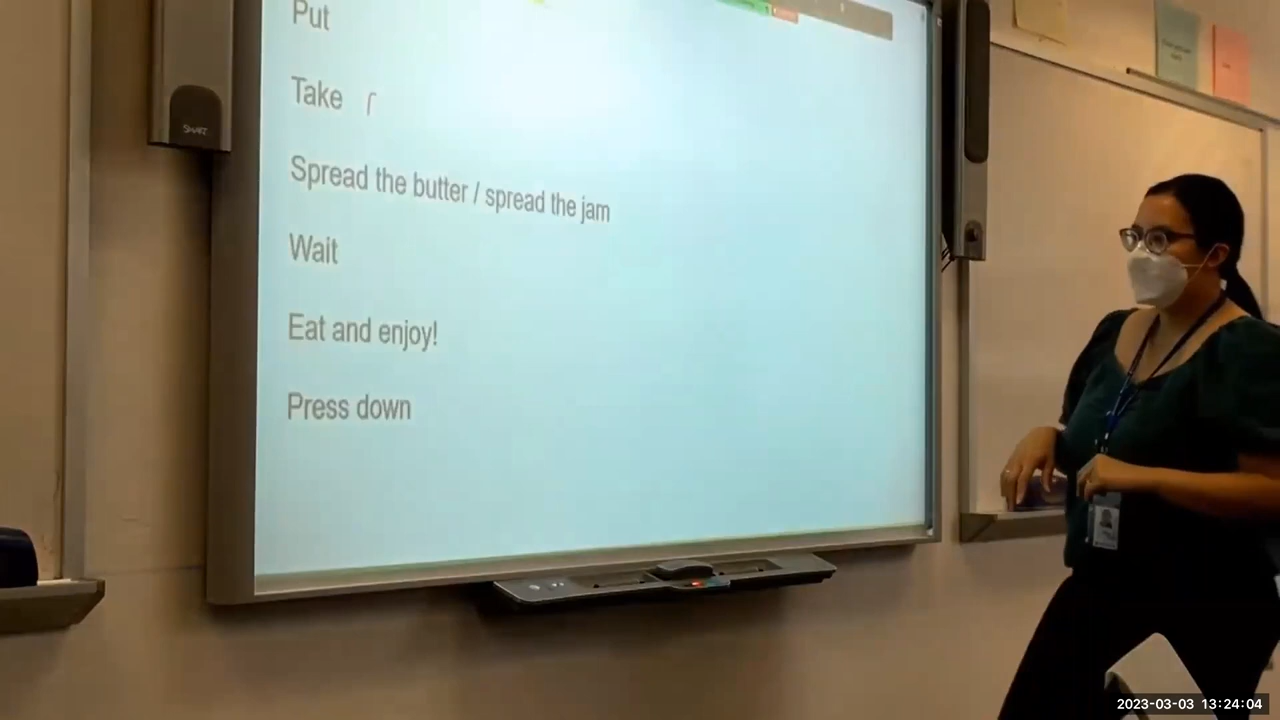 Put
Take
Spread the butter / spread the jam
Wait
Eat and enjoy!
Press down
SMART
2023-03-03 13:24:04